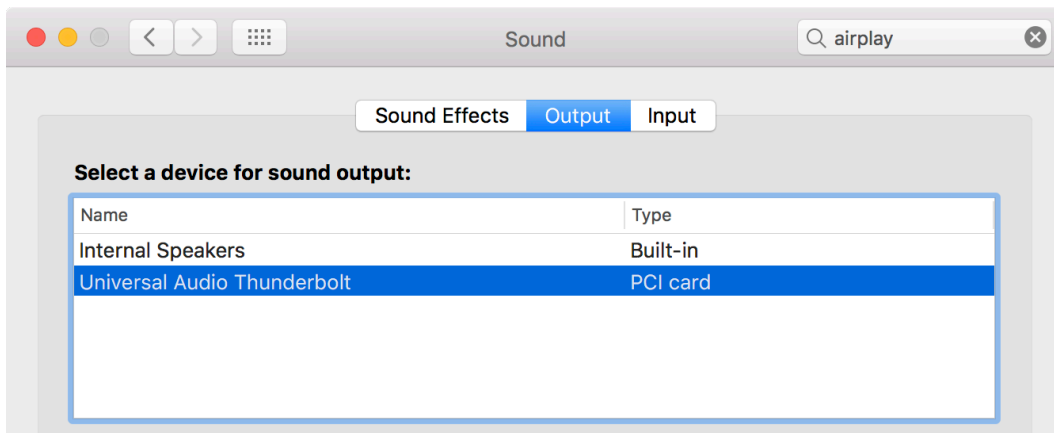 Sound
airplay
Sound Effects Output Input
Select a device for sound output:
Name Type
Internal Speakers Built-in
Universal Audio Thunderbolt PCI card